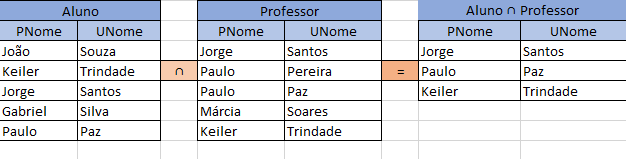 Aluno Professor Aluno ∩ Professor
PNome UNome PNome UNome PNome UNome
João Souza Jorge Santos Jorge Santos
Keiler Trindade ∩ Paulo Pereira = Paulo Paz
Jorge Santos Paulo Paz Keiler Trindade
Gabriel Silva Márcia Soares
Paulo Paz Keiler Trindade